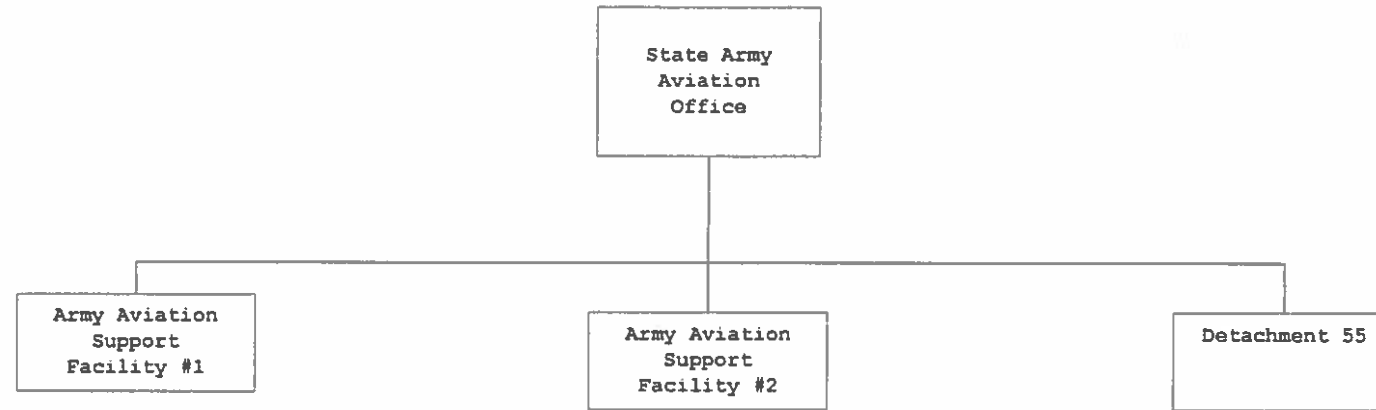 State Army
Aviation
Office
Army Aviation
Support
Facility #1
Army Aviation
Support
Facility #2
Detachment 55